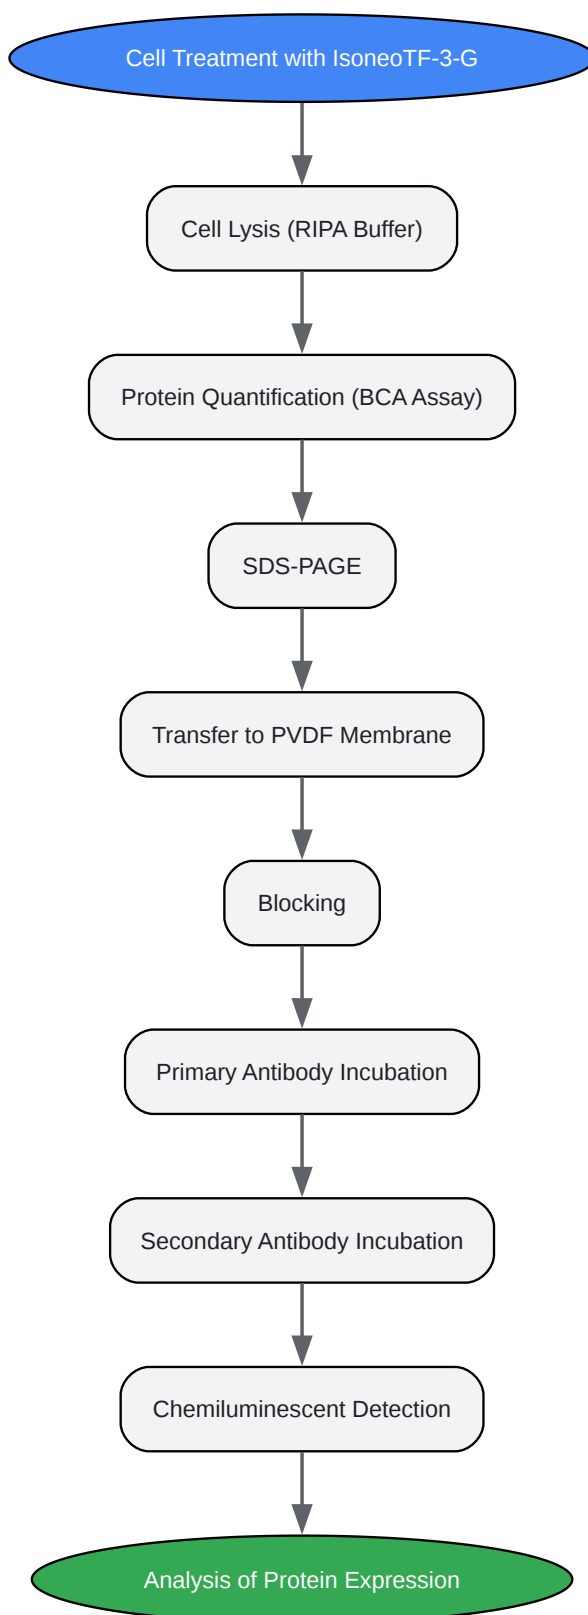 Cell Treatment with IsoneoTF-3-G
Cell Lysis (RIPA Buffer)
Protein Quantification (BCA Assay)
SDS-PAGE
Transfer to PVDF Membrane
Blocking
Primary Antibody Incubation
Secondary Antibody Incubation
Chemiluminescent Detection
Analysis of Protein Expression